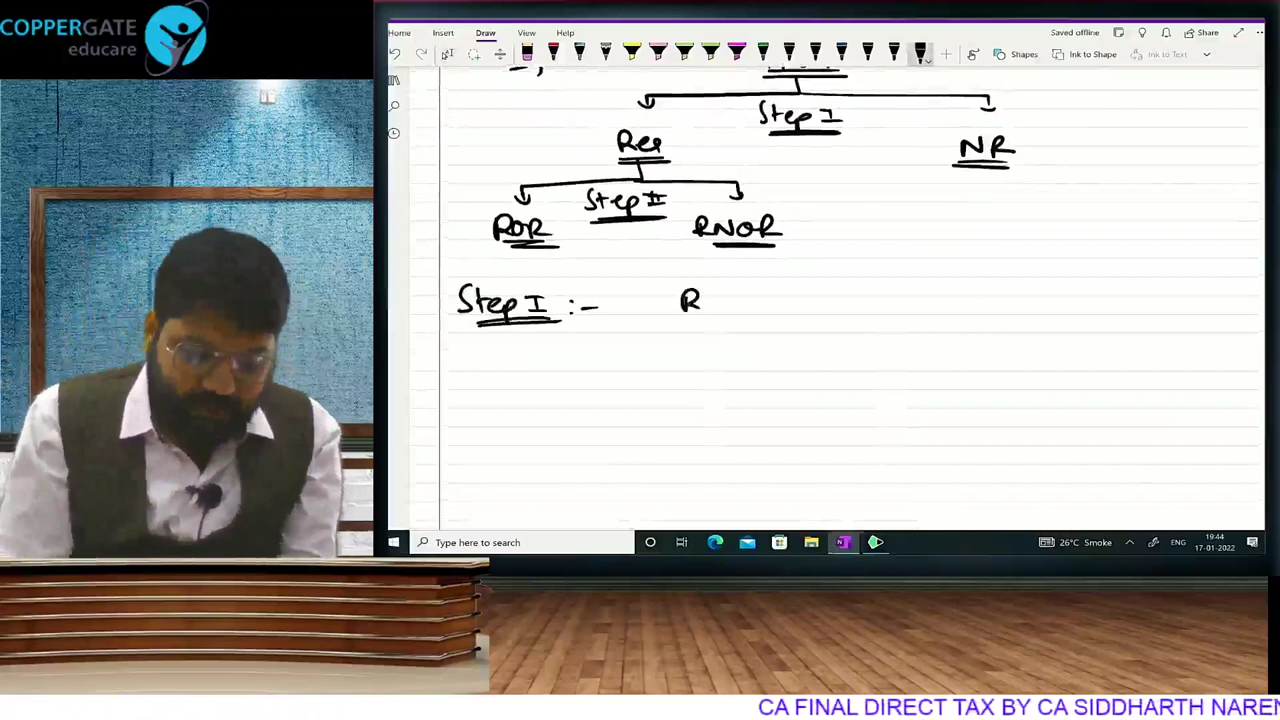 COPPERGATE
educare
Home Insert Draw View Help
Saved offline Share
Shapes Ink to Shape Ink to Text
Step I
Res NR
Step II
ROR RNOR
Step I :- R
Type here to search
26°C Smoke ENG 19:44
17-01-2022
CA FINAL DIRECT TAX BY CA SIDDHARTH NAREN